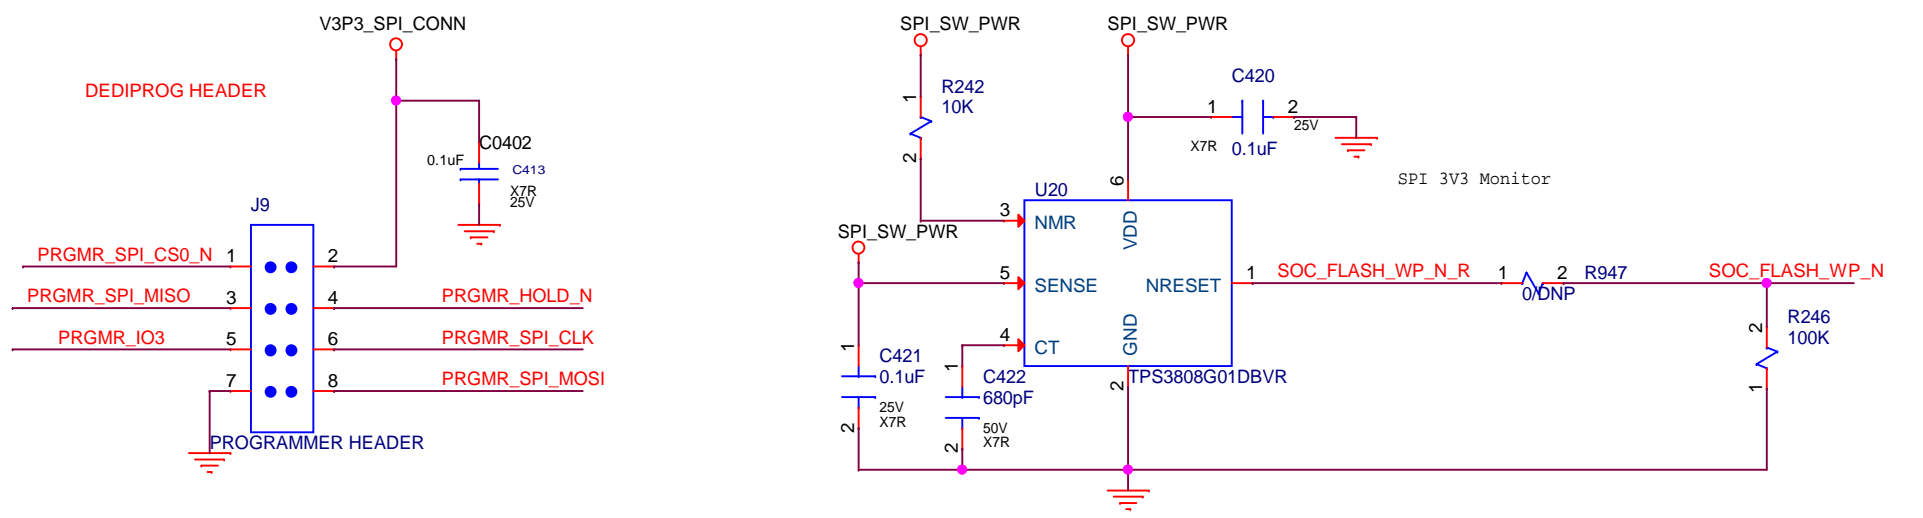 V3P3_SPI_CONN
DEDIPROG HEADER
C0402
0.1uF
C413
X7R
25V
J9
PRGMR_SPI_CS0_N
1
2
PRGMR_SPI_MISO
3
4
PRGMR_HOLD_N
PRGMR_IO3
5
6
PRGMR_SPI_CLK
7
8
PRGMR_SPI_MOSI
PROGRAMMER HEADER
SPI_SW_PWR
SPI_SW_PWR
R242
10K
1
2
C420
1
2
25V
X7R
0.1uF
SPI 3V3 Monitor
U20
6
3
NMR
VDD
SPI_SW_PWR
5
SENSE
NRESET
1
SOC_FLASH_WP_N_R
1
2
R947
0/DNP
SOC_FLASH_WP_N
4
CT
GND
2
TPS3808G01DBVR
1
C421
0.1uF
25V
X7R
2
1
C422
680pF
50V
X7R
2
2
R246
100K
1